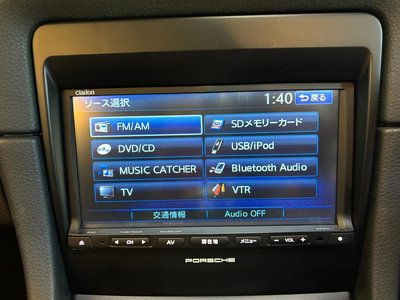 clarion
ソース選択 1:40 戻る
FM/AM SDメモリーカード
DVD/CD USB/iPod
MUSIC CATCHER Bluetooth Audio
TV VTR
交通情報 Audio OFF
CH AV 現在地 メニュー - VOL +
PORSCHE